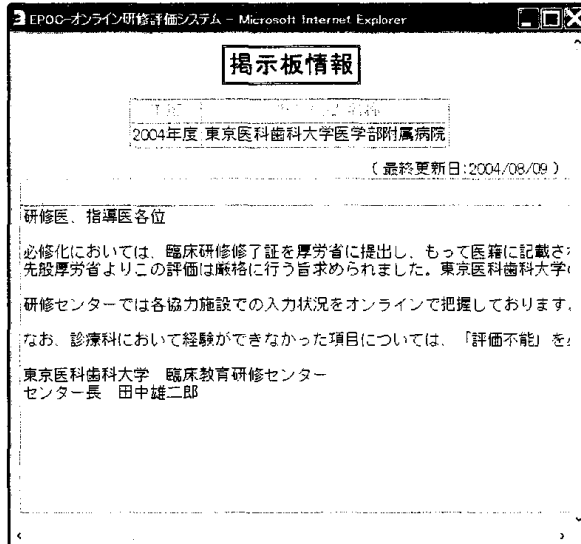 EPOC-オンライン研修評価システム - Microsoft Internet Explorer
掲示板情報
2004年度 東京医科歯科大学医学部附属病院
(最終更新日:2004/08/09)
研修医、指導医各位
必修化においては、臨床研修修了証を厚労省に提出し、もって医籍に記載さ
先般厚労省よりこの評価は厳格に行う旨求められました。東京医科歯科大学
研修センターでは各協力施設での入力状況をオンラインで把握しております。
なお、診療科において経験ができなかった項目については、「評価不能」を
東京医科歯科大学 臨床教育研修センター
センター長 田中雄二郎